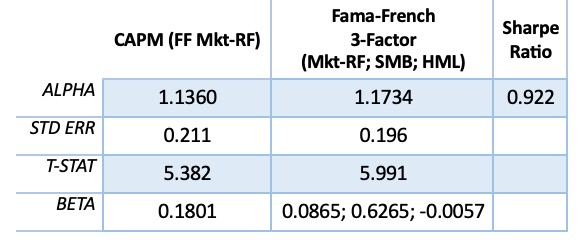 CAPM (FF Mkt-RF)
Fama-French
3-Factor
(Mkt-RF; SMB; HML)
Sharpe
Ratio
ALPHA 1.1360 1.1734 0.922
STD ERR 0.211 0.196
T-STAT 5.382 5.991
BETA 0.1801 0.0865; 0.6265; -0.0057